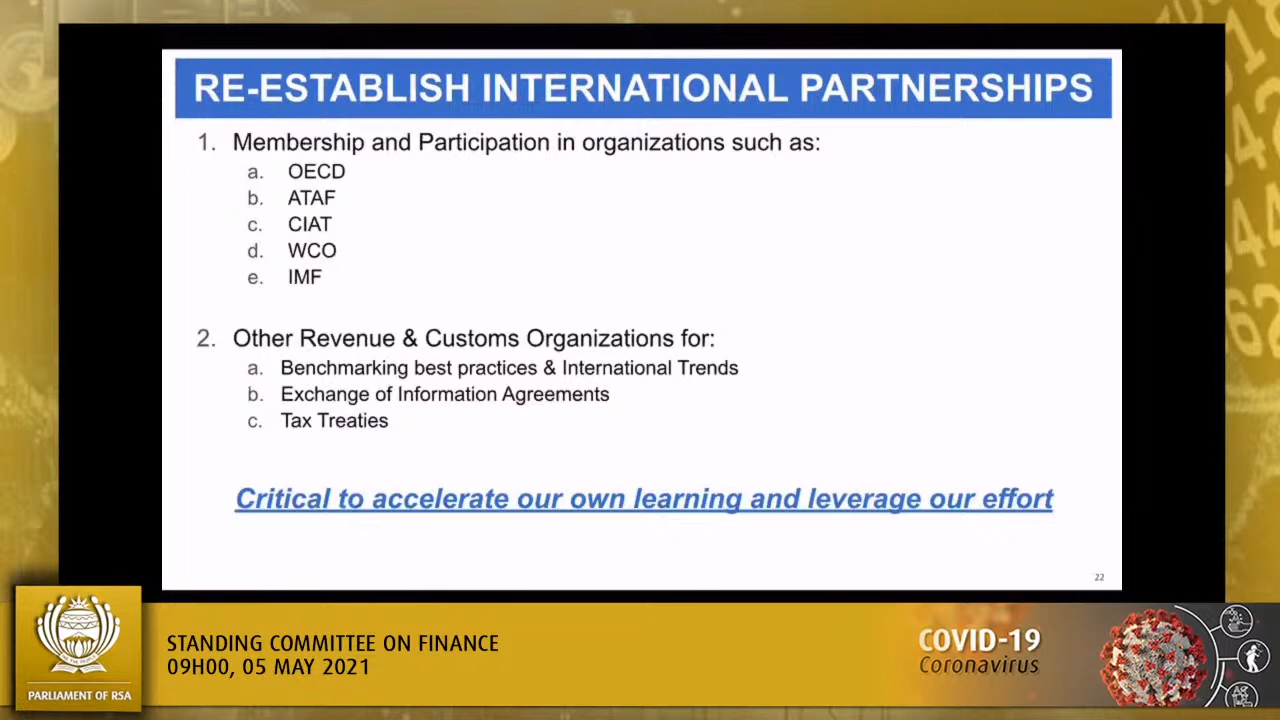 RE-ESTABLISH INTERNATIONAL PARTNERSHIPS
1. Membership and Participation in organizations such as:
a. OECD
b. ATAF
c. CIAT
d. WCO
e. IMF
2. Other Revenue & Customs Organizations for:
a. Benchmarking best practices & International Trends
b. Exchange of Information Agreements
c. Tax Treaties
Critical to accelerate our own learning and leverage our effort
22
STANDING COMMITTEE ON FINANCE
09H00, 05 MAY 2021
PARLIAMENT OF RSA
COVID-19
Coronavirus